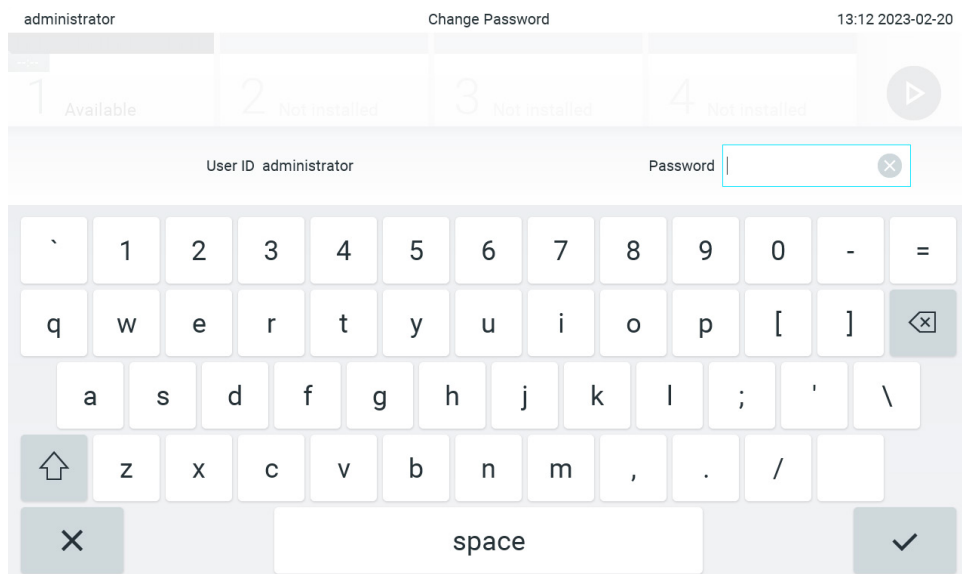 administrator Change Password 13:12 2023-02-20
1 Available 2 Not Installed 3 Not Installed 4 Not Installed
User ID administrator Password
` 1 2 3 4 5 6 7 8 9 0 - =
q w e r t y u i o p [ ]
a s d f g h j k l ; ' \
z x c v b n m , . /
space